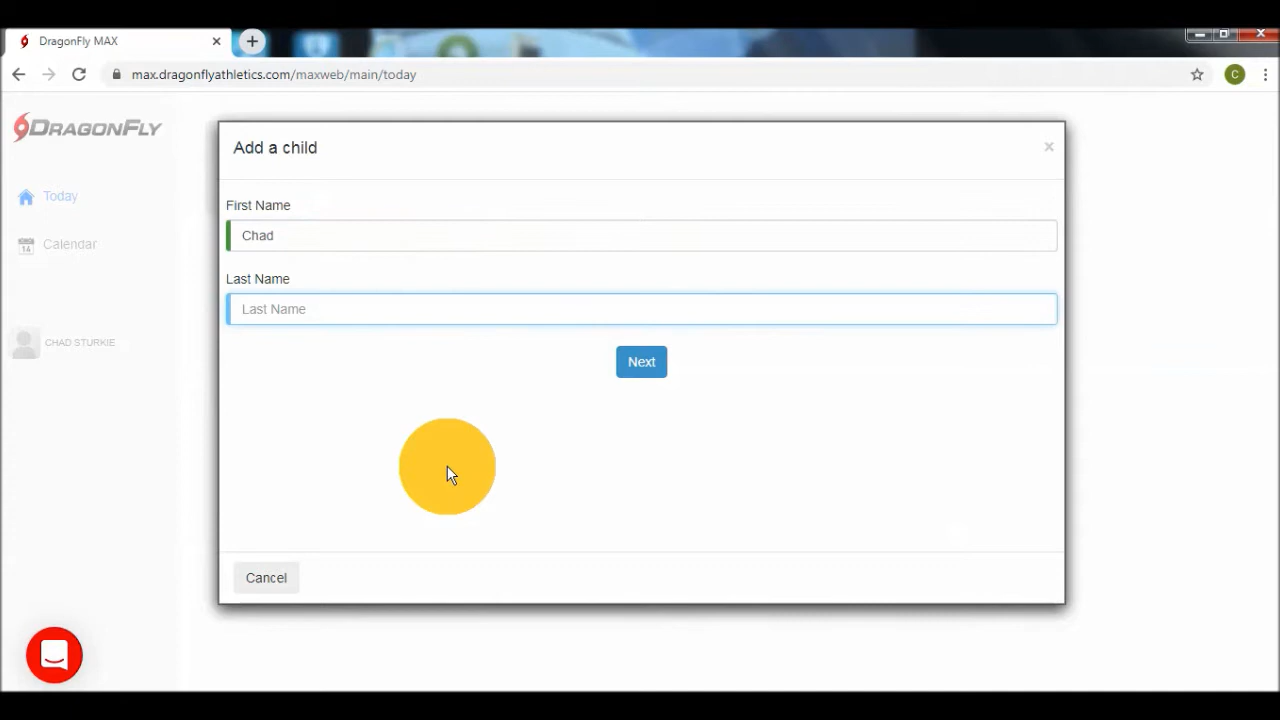 DragonFly MAX
max.dragonflyathletics.com/maxweb/main/today
C
DRAGONFLY
Today
14
Calendar
CHAD STURKIE
Add a child
×
First Name
Chad
Last Name
Last Name
Next
Cancel